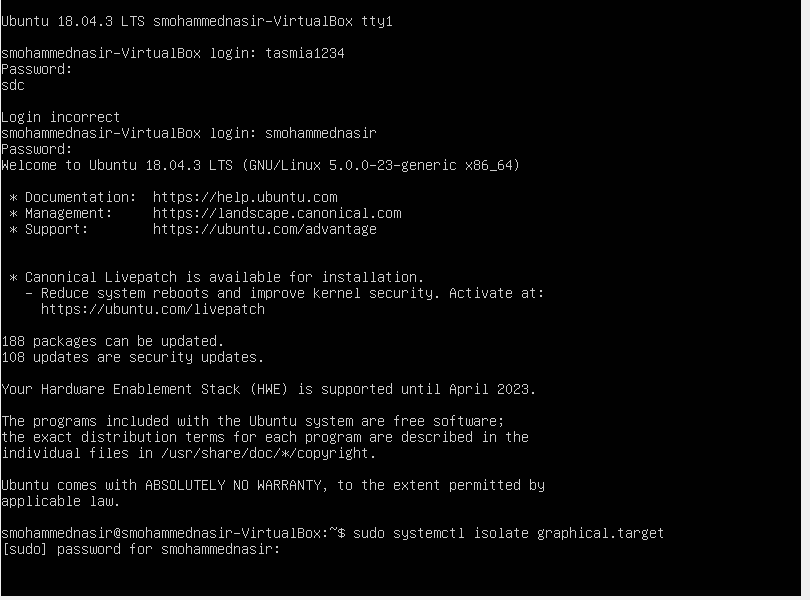 Ubuntu 18.04.3 LTS smohammednasir-VirtualBox tty1
smohammednasir-VirtualBox login: tasmia1234
Password:
sdc
Login incorrect
smohammednasir-VirtualBox login: smohammednasir
Password:
Welcome to Ubuntu 18.04.3 LTS (GNU/Linux 5.0.0-23-generic x86_64)
* Documentation:  https://help.ubuntu.com
* Management:     https://landscape.canonical.com
* Support:        https://ubuntu.com/advantage
* Canonical Livepatch is available for installation.
- Reduce system reboots and improve kernel security. Activate at:
https://ubuntu.com/livepatch
188 packages can be updated.
108 updates are security updates.
Your Hardware Enablement Stack (HWE) is supported until April 2023.
The programs included with the Ubuntu system are free software;
the exact distribution terms for each program are described in the
individual files in /usr/share/doc/*/copyright.
Ubuntu comes with ABSOLUTELY NO WARRANTY, to the extent permitted by
applicable law.
smohammednasir@smohammednasir-VirtualBox:~$ sudo systemctl isolate graphical.target
[sudo] password for smohammednasir: